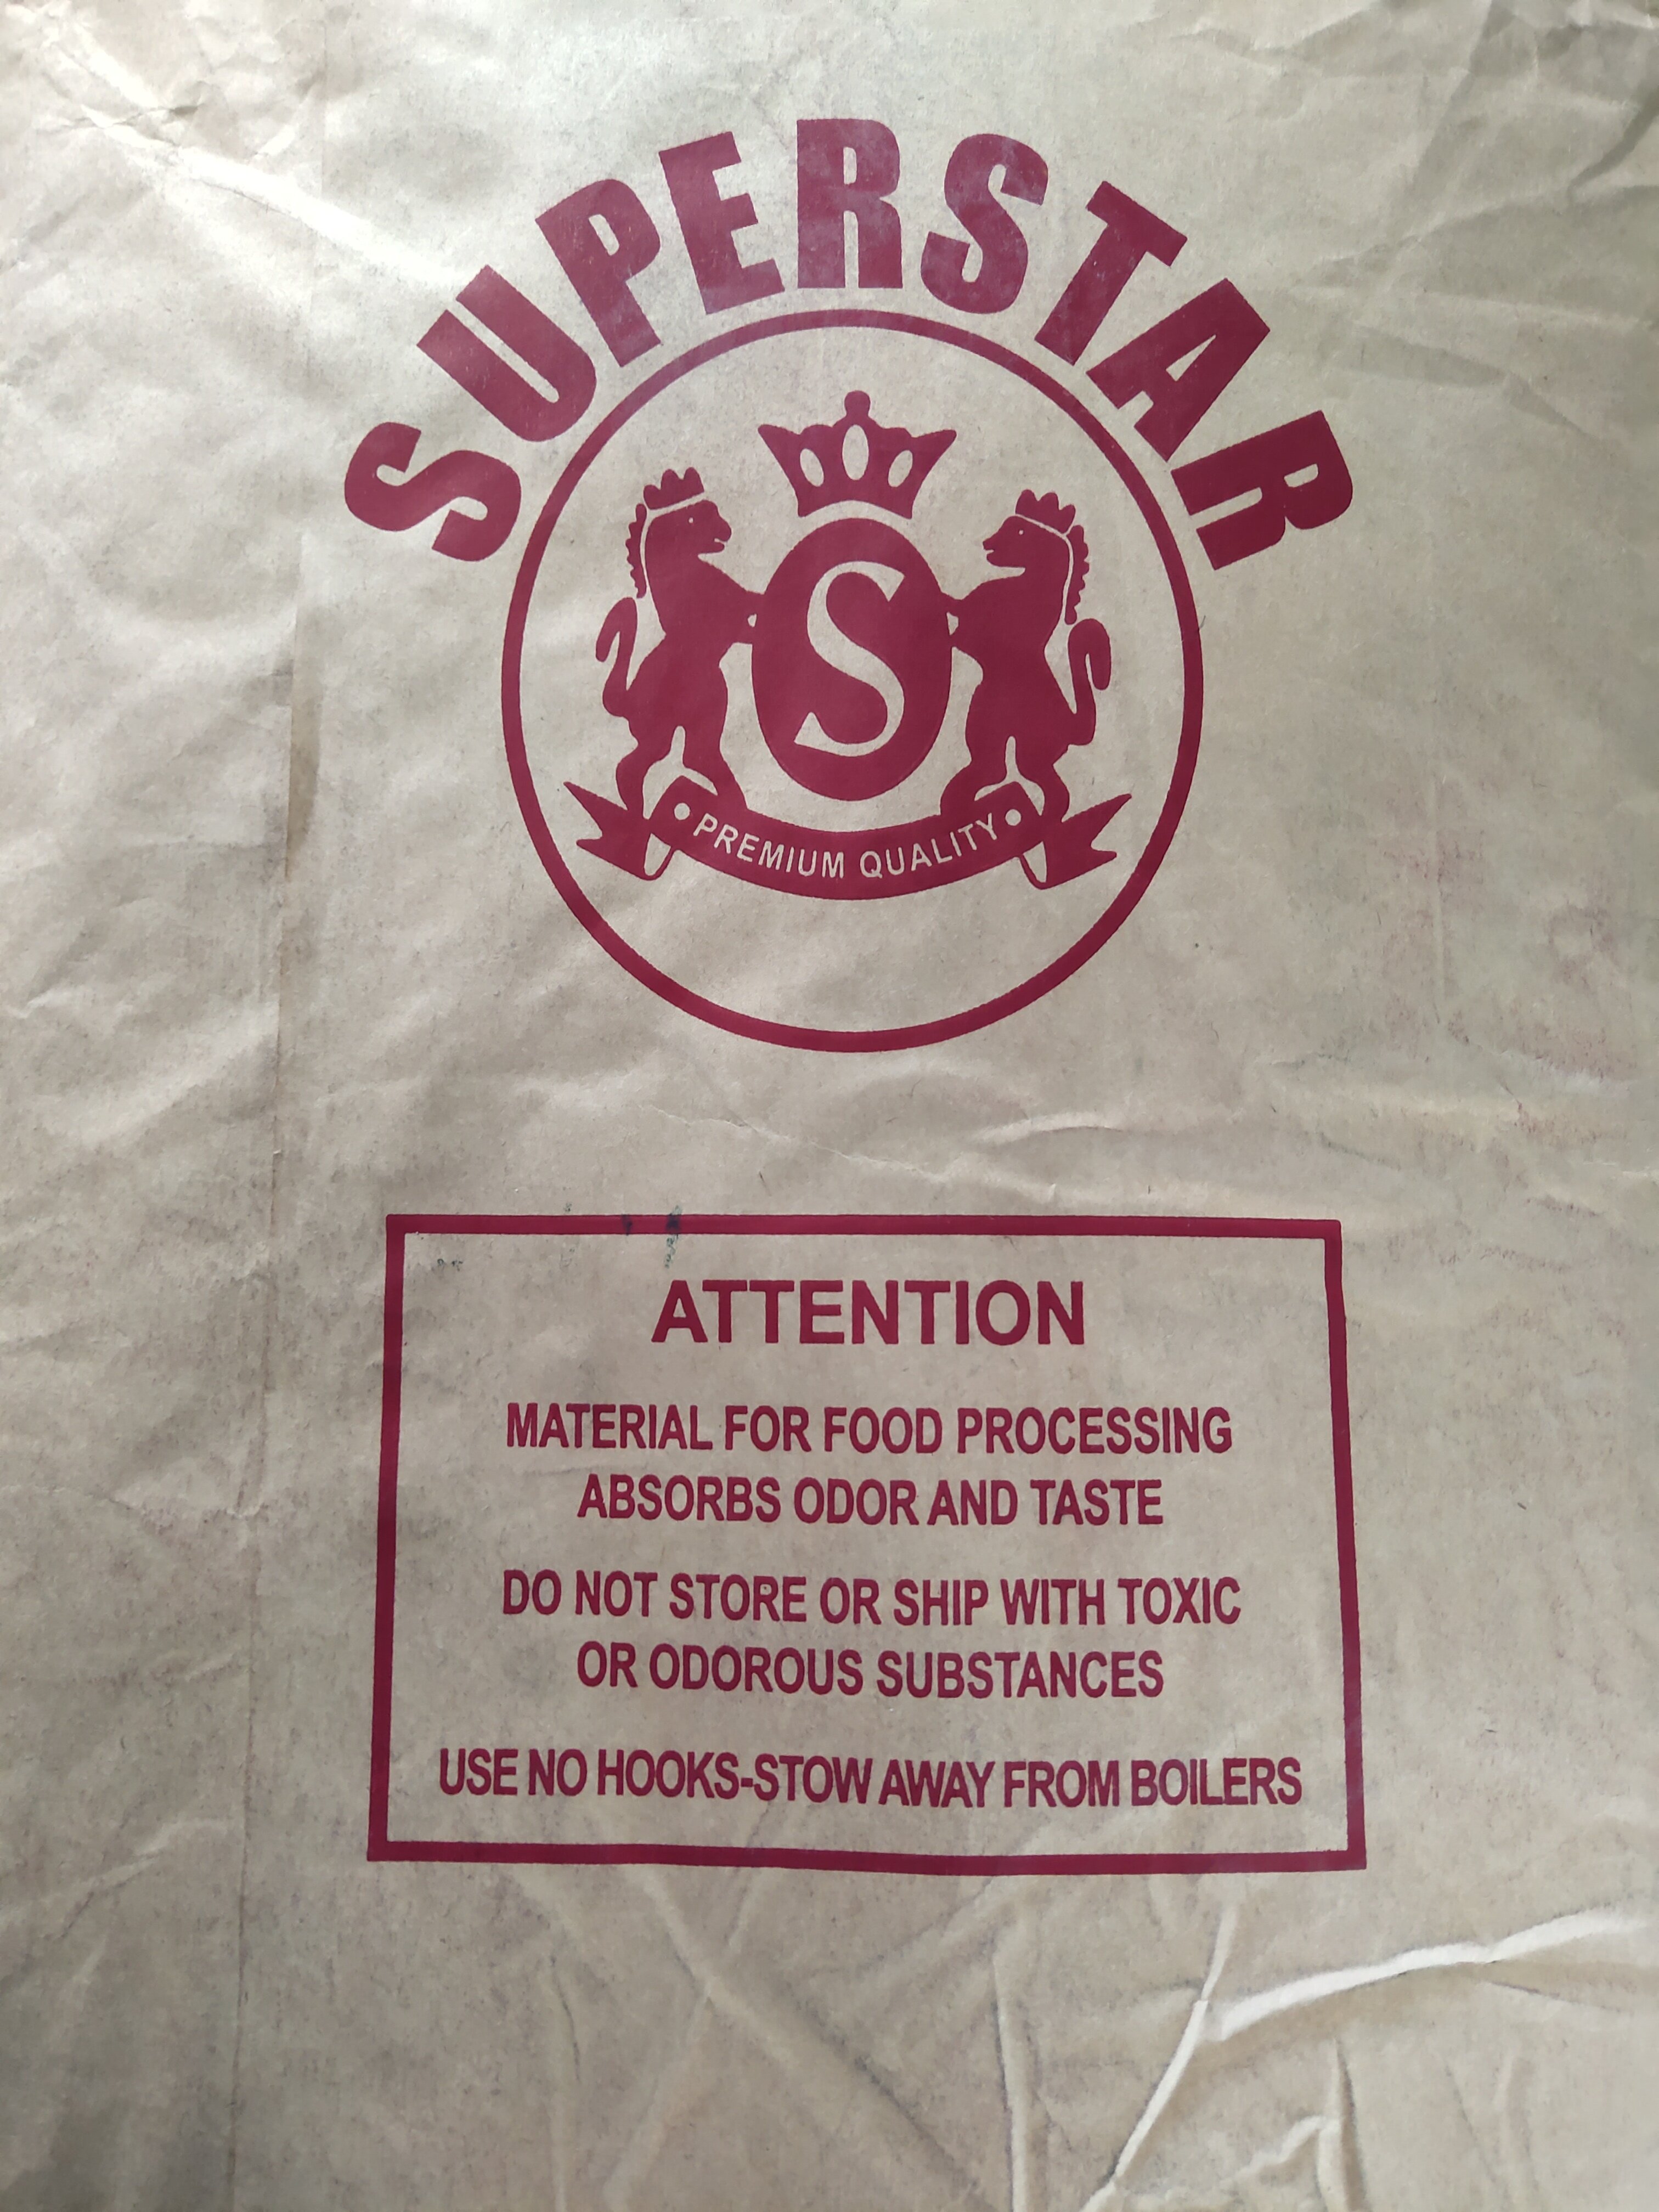 SUPERSTAR
S
PREMIUM QUALITY
ATTENTION
MATERIAL FOR FOOD PROCESSING
ABSORBS ODOR AND TASTE
DO NOT STORE OR SHIP WITH TOXIC
OR ODOROUS SUBSTANCES
USE NO HOOKS-STOW AWAY FROM BOILERS